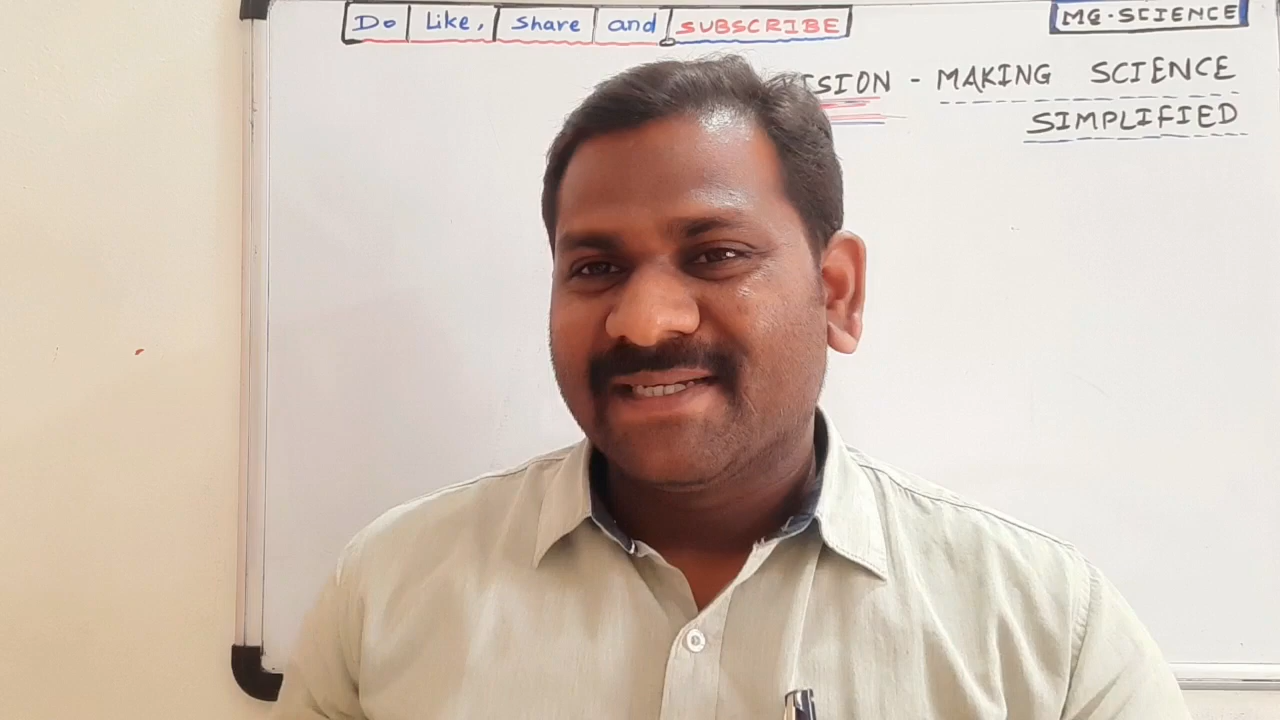 Do Like, Share and SUBSCRIBE
MG.SCIENCE
- MAKING SCIENCE
SIMPLIFIED